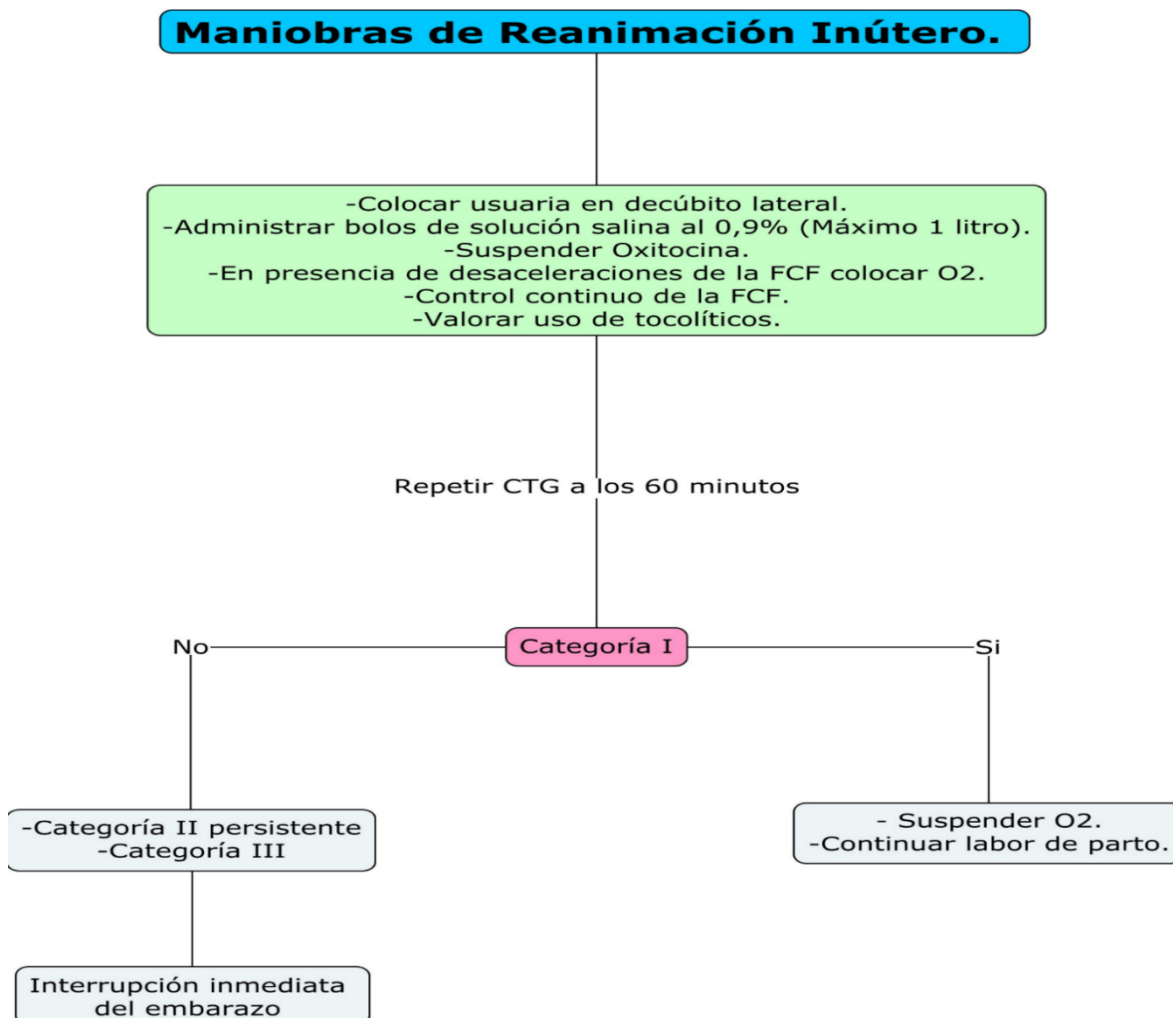 Maniobras de Reanimación Inútero.
-Colocar usuaria en decúbito lateral.
-Administrar bolos de solución salina al 0,9% (Máximo 1 litro).
-Suspender Oxitocina.
-En presencia de desaceleraciones de la FCF colocar O2.
-Control continuo de la FCF.
-Valorar uso de tocolíticos.
Repetir CTG a los 60 minutos
No
Categoría I
Si
-Categoría II persistente
-Categoría III
- Suspender O2.
-Continuar labor de parto.
Interrupción inmediata
del embarazo